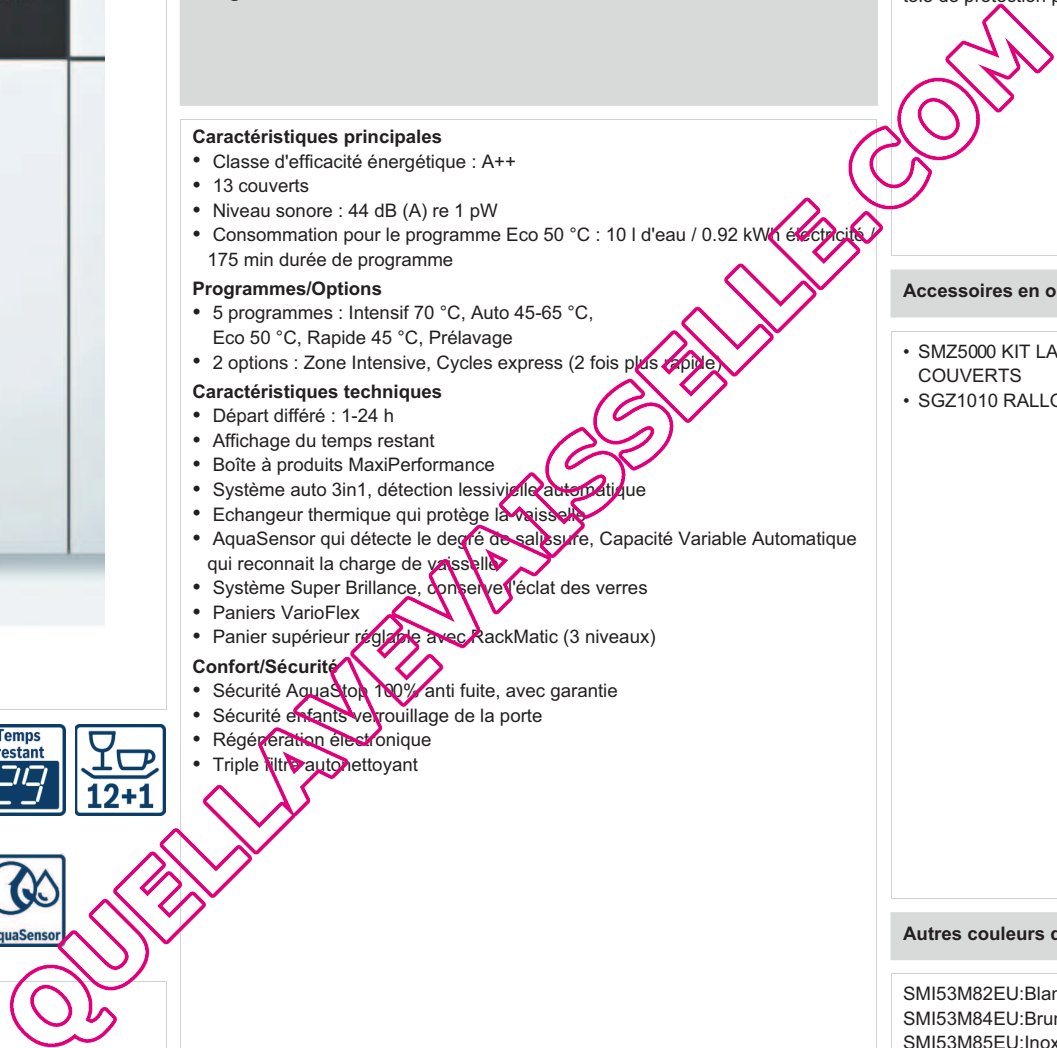 Caractéristiques principales
• Classe d'efficacité énergétique : A++
• 13 couverts
• Niveau sonore : 44 dB (A) re 1 pW
• Consommation pour le programme Eco 50 °C : 10 l d'eau / 0.92 kWh électricité /
175 min durée de programme
Programmes/Options
• 5 programmes : Intensif 70 °C, Auto 45-65 °C,
Eco 50 °C, Rapide 45 °C, Prélavage
• 2 options : Zone Intensive, Cycles express (2 fois plus rapide)
Caractéristiques techniques
• Départ différé : 1-24 h
• Affichage du temps restant
• Boîte à produits MaxiPerformance
• Système auto 3in1, détection lessivielle automatique
• Echangeur thermique qui protège la vaisselle
• AquaSensor qui détecte le degré de salissure, Capacité Variable Automatique
qui reconnait la charge de vaisselle
• Système Super Brillance, conserve l'éclat des verres
• Paniers VarioFlex
• Panier supérieur réglable avec RackMatic (3 niveaux)
Confort/Sécurité
• Sécurité AquaStop 100% anti fuite, avec garantie
• Sécurité enfants verrouillage de la porte
• Régénération électronique
• Triple filtre autonettoyant
Temps
restant
29
12+1
quaSensor
de protection
Accessoires en o
• SMZ5000 KIT LA
COUVERTS
• SGZ1010 RALLO
Autres couleurs d
SMI53M82EU:Blan
SMI53M84EU:Brun
SMI53M85EU:Inox
QUELLAVEVAISSELLE.COM